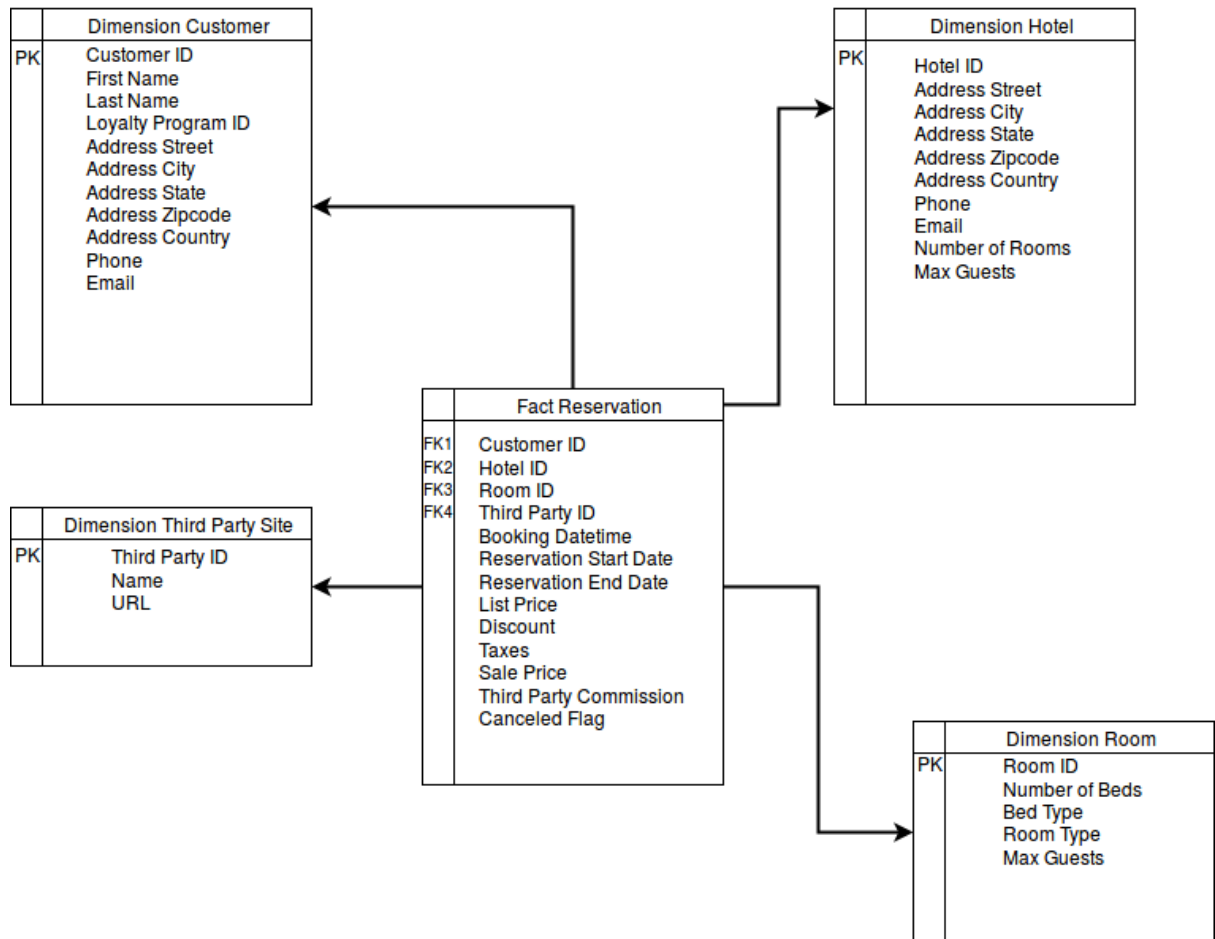 Dimension Customer
PK
Customer ID
First Name
Last Name
Loyalty Program ID
Address Street
Address City
Address State
Address Zipcode
Address Country
Phone
Email
Dimension Hotel
PK
Hotel ID
Address Street
Address City
Address State
Address Zipcode
Address Country
Phone
Email
Number of Rooms
Max Guests
Fact Reservation
FK1 Customer ID
FK2 Hotel ID
FK3 Room ID
FK4 Third Party ID
Booking Datetime
Reservation Start Date
Reservation End Date
List Price
Discount
Taxes
Sale Price
Third Party Commission
Canceled Flag
Dimension Third Party Site
PK Third Party ID
Name
URL
Dimension Room
PK Room ID
Number of Beds
Bed Type
Room Type
Max Guests